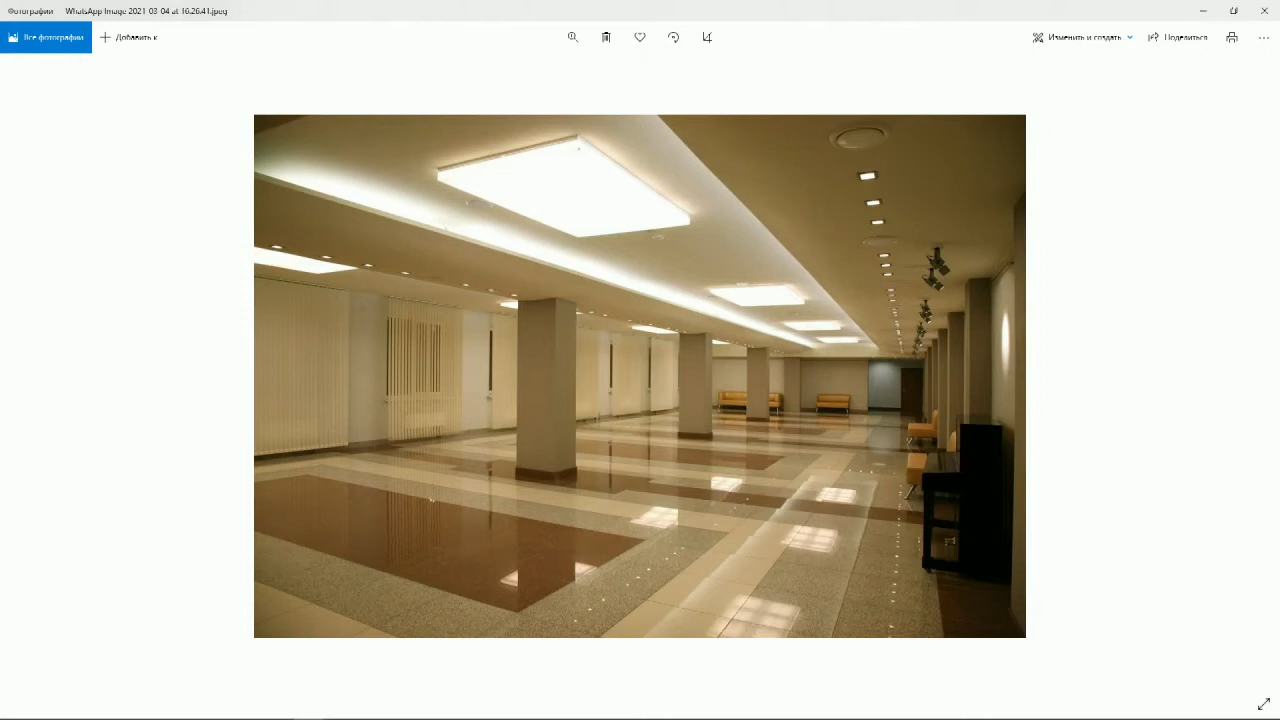 Фотографии WhatsApp Image 2021-03-04 at 16.26.41.jpeg
Все фотографии
Добавить к
Изменить и создать
Поделиться